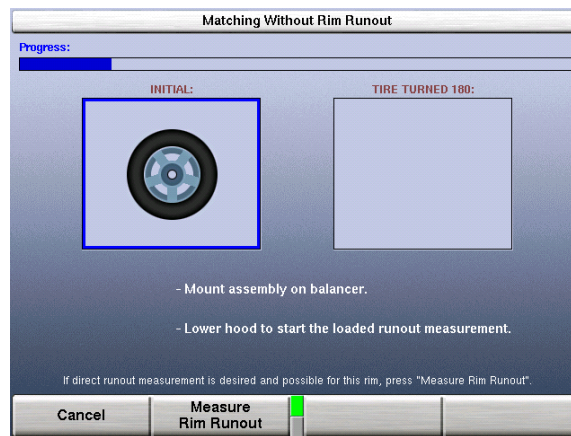 Matching Without Rim Runout
Progress:
INITIAL:
TIRE TURNED 180:
- Mount assembly on balancer.
- Lower hood to start the loaded runout measurement.
If direct runout measurement is desired and possible for this rim, press "Measure Rim Runout".
Cancel
Measure
Rim Runout